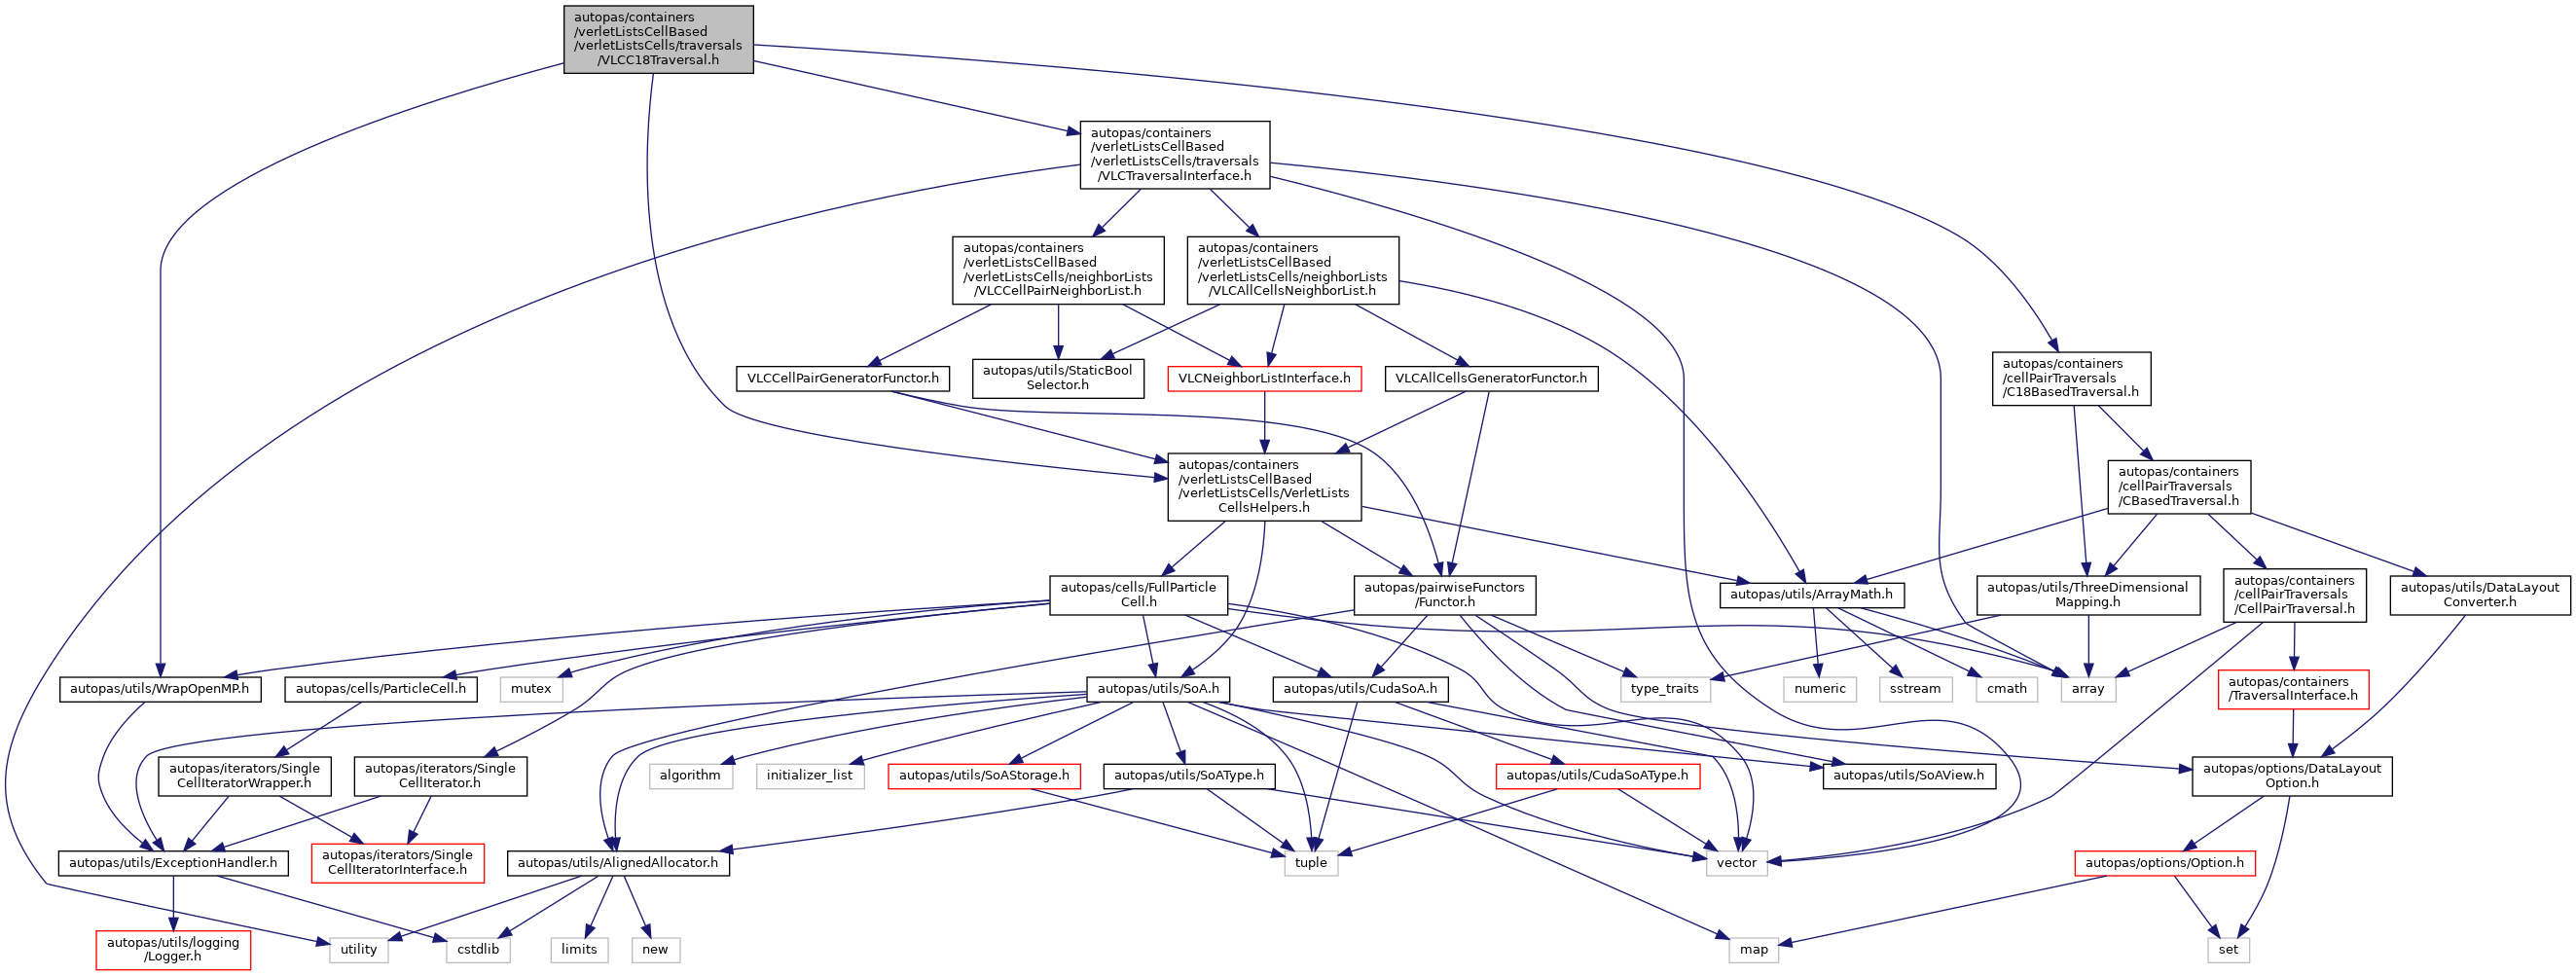 autopas/containers
/verletListsCellBased
/verletListsCells/traversals
/VLCC18Traversal.h
autopas/containers
/verletListsCellBased
/verletListsCells/traversals
/VLCTraversalInterface.h
autopas/containers
/verletListsCellBased
/verletListsCells/neighborLists
/VLCCellPairNeighborList.h
autopas/containers
/verletListsCellBased
/verletListsCells/neighborLists
/VLCAllCellsNeighborList.h
VLCCellPairGeneratorFunctor.h
autopas/utils/StaticBool
Selector.h
VLCNeighborListInterface.h
VLCAllCellsGeneratorFunctor.h
autopas/containers
/cellPairTraversals
/C18BasedTraversal.h
autopas/containers
/verletListsCellBased
/verletListsCells/VerletLists
CellsHelpers.h
autopas/containers
/cellPairTraversals
/CBasedTraversal.h
autopas/cells/FullParticle
Cell.h
autopas/pairwiseFunctors
/Functor.h
autopas/utils/ArrayMath.h
autopas/utils/ThreeDimensional
Mapping.h
autopas/containers
/cellPairTraversals
/CellPairTraversal.h
autopas/utils/DataLayout
Converter.h
autopas/utils/WrapOpenMP.h
autopas/cells/ParticleCell.h
mutex
autopas/utils/SoA.h
autopas/utils/CudaSoA.h
type_traits
numeric
sstream
cmath
array
autopas/containers
/TraversalInterface.h
autopas/iterators/Single
CellIteratorWrapper.h
autopas/iterators/Single
CellIterator.h
algorithm
initializer_list
autopas/utils/SoAStorage.h
autopas/utils/SoAType.h
autopas/utils/CudaSoAType.h
autopas/utils/SoAView.h
autopas/options/DataLayout
Option.h
autopas/utils/ExceptionHandler.h
autopas/iterators/Single
CellIteratorInterface.h
autopas/utils/AlignedAllocator.h
tuple
vector
autopas/options/Option.h
autopas/utils/logging
/Logger.h
utility
cstdlib
limits
new
map
set